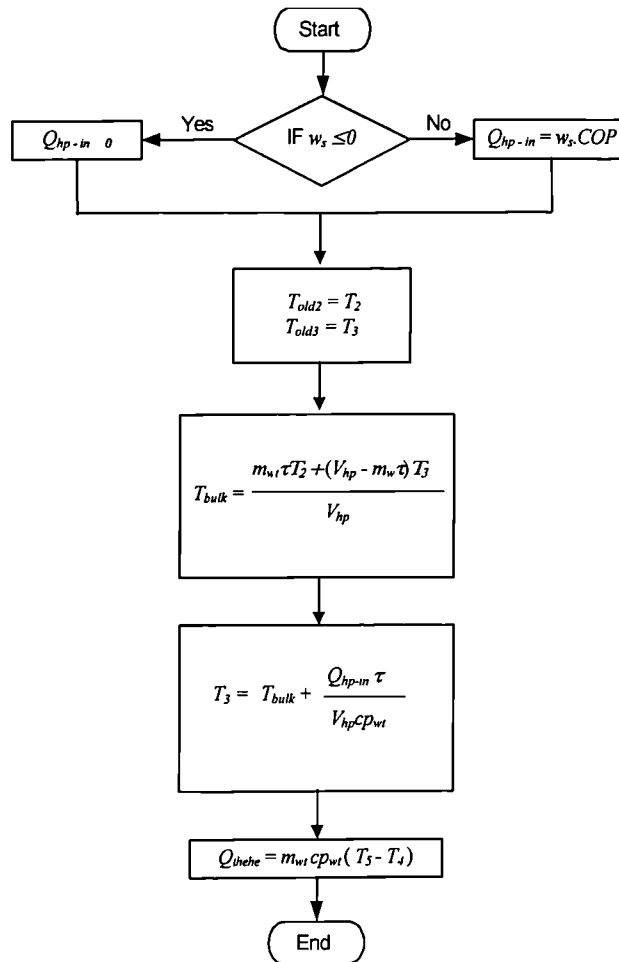 Start
Yes
IF w_s ≤0
No
Q_hp-in 0
Q_hp-in = w_s.COP
T_old2 = T_2
T_old3 = T_3
T_bulk = (m_wt τT_2 + (V_hp - m_w τ) T_3) / V_hp
T_3 = T_bulk + (Q_hp-in τ) / (V_hp cp_wt)
Q_thehe = m_wt cp_wt ( T_5 - T_4 )
End